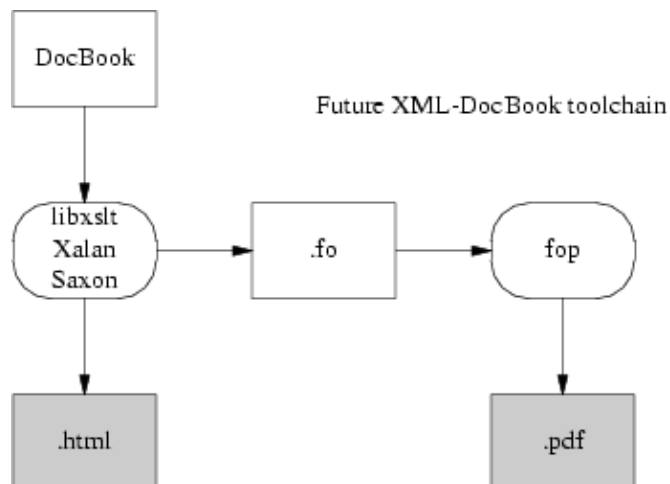 DocBook
Future XML-DocBook toolchain
libxslt
Xalan
Saxon
.fo
fop
.html
.pdf